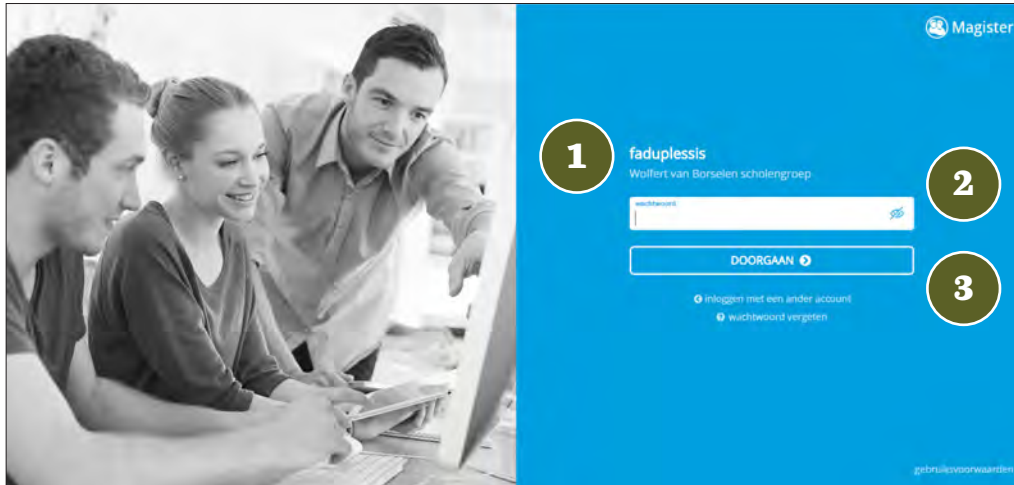 Magister
1
faduplessis
Wolfert van Borselen scholengroep
2
wachtwoord
DOORGAAN
3
inloggen met een ander account
wachtwoord vergeten
gebruiksvoorwaarden